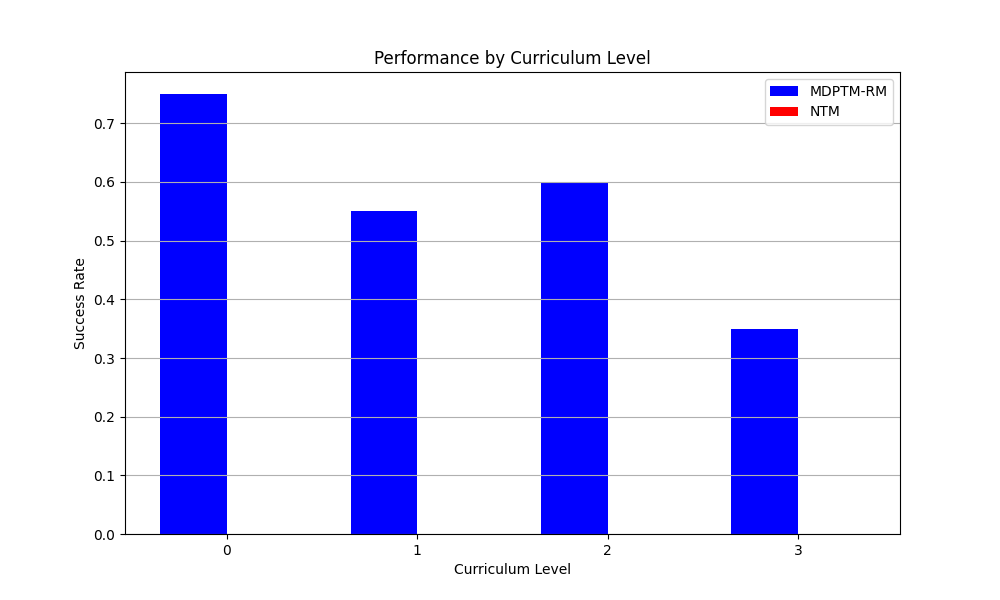 Performance by Curriculum Level
MDPTM-RM
NTM
0.7
0.6
0.5
0.4
0.3
0.2
0.1
0.0
Success Rate
0 1 2 3
Curriculum Level